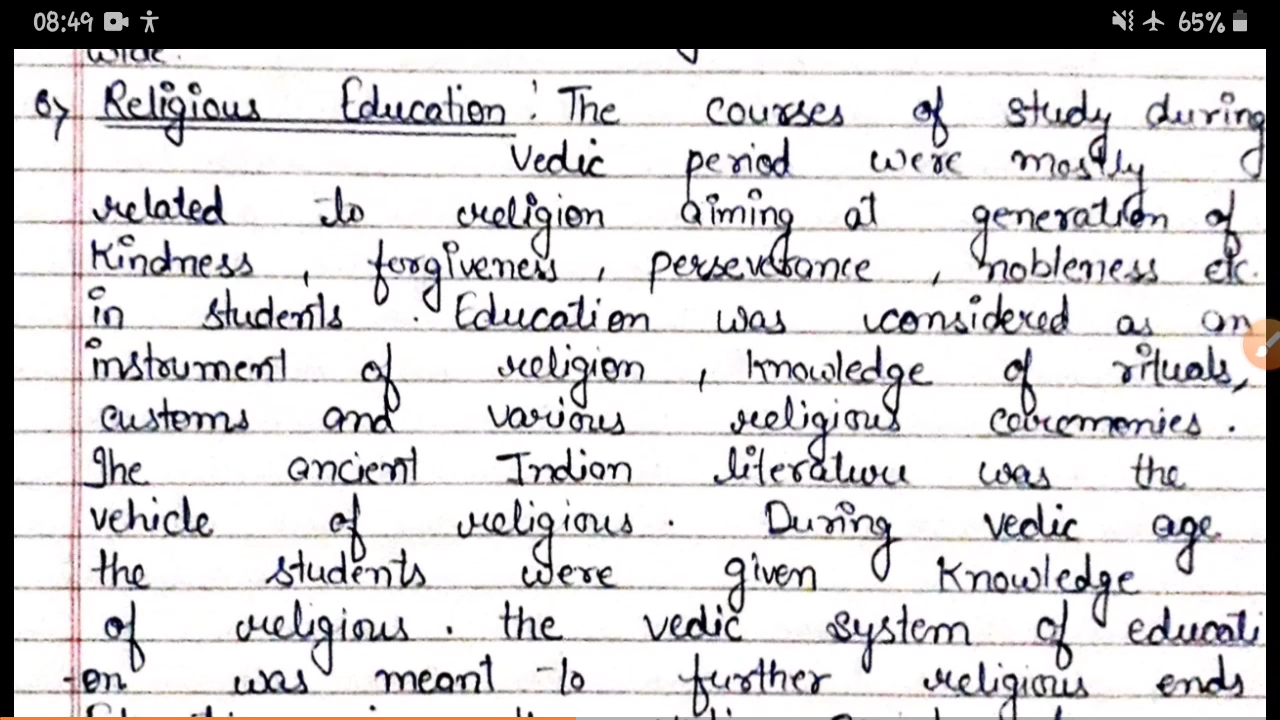 08:49 65%
wide.
6) Religious Education : The courses of study during
vedic period were mostly
related to religion aiming at generation of
Kindness , forgiveness , perseverance , nobleness etc.
in students . Education was considered as an
instrument of religion , knowledge of rituals,
customs and various religious ceremonies .
The ancient Indian literature was the
vehicle of religious . During vedic age
the students were given Knowledge
of religious . the vedic system of educati
-on was meant to further religious ends